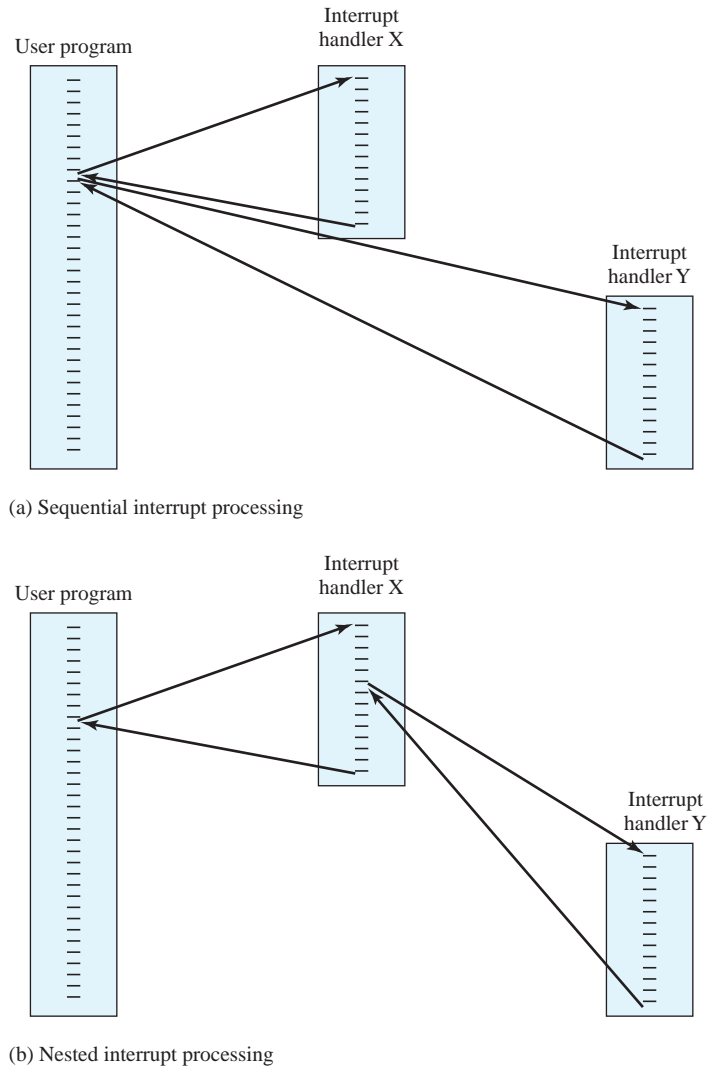 Interrupt
handler X
User program
Interrupt
handler Y
(a) Sequential interrupt processing
Interrupt
handler X
User program
Interrupt
handler Y
(b) Nested interrupt processing